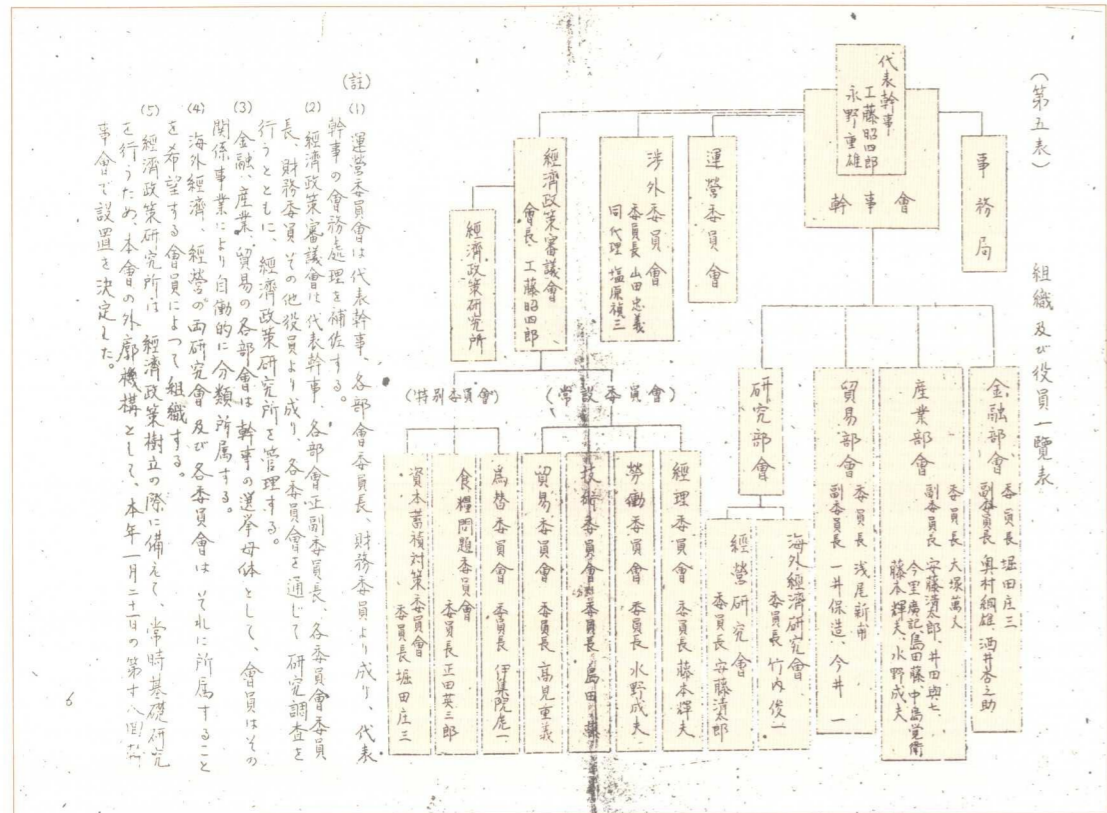 (第五表)　組織及び役員一覽表
事務局
代表幹事
工藤昭四郎
永野重雄
幹事會
運營委員會
涉外委員會
委員長 山田忠義
同代理 塩原禎三
經濟政策審議會
會長 工藤昭四郎
經濟政策研究所
金融部會
委員長 堀田庄三
副委員長 奥村綱雄 酒井杏之助
産業部會
委員長 大塚萬丈
副委員長 安藤清太郎、井田與七、
今里廣記 島田藤 中島覚衛
藤本輝夫、水野成夫
貿易部會
委員長 浅尾新甫
副委員長 一井保造、今井一
研究部會
海外經濟研究會
委員長 竹内俊一
經營研究會
委員長 安藤清太郎
(常設委員會)
經理委員會 委員長 藤本輝夫
勞働委員會 委員長 水野成夫
技術委員會 委員長 島田藤
貿易委員會 委員長 高見重義
(特別委員會)
爲替委員會 委員長 伊集院虎一
食糧問題委員會
委員長 正田英三郎
資本蓄積対策委員會
委員長 堀田庄三
(註)
(1) 運營委員會は代表幹事、各部會委員長、財務委員より成り、代表
幹事の會務處理を補佐する。
(2) 經濟政策審議會は代表幹事、各部會正副委員長、各委員會委員
長、財務委員その他役員より成り、各委員會を通じて研究調査を
行うとともに、經濟政策研究所を管理する。
(3) 金融、産業、貿易の各部會は幹事の選挙母体として、會員はその
関係事業により自働的に分類所属する。
(4) 海外經濟、經營の両研究會及び各委員會はそれに所属すること
を希望する會員によつて組織する。
(5) 經濟政策研究所は、經濟政策樹立の際に備えて、常時基礎研究
を行うため、本會の外廓機構として、本年一月二十一日の第十八回幹
事會で設置を決定した。
6